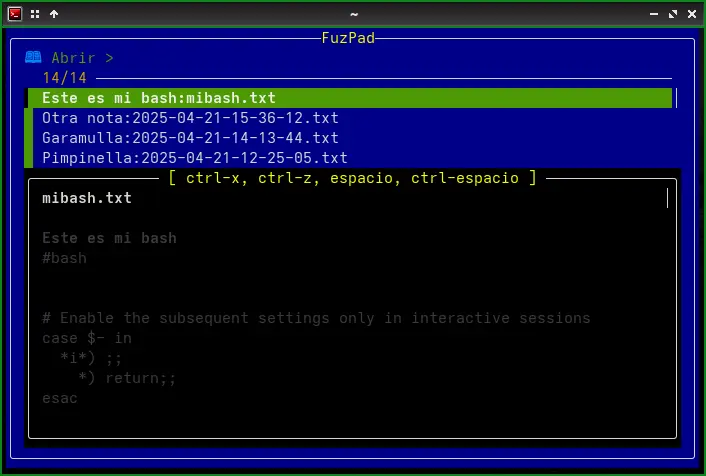 ~
FuzPad
Abrir >
14/14
Este es mi bash:mibash.txt
Otra nota:2025-04-21-15-36-12.txt
Garamulla:2025-04-21-14-13-44.txt
Pimpinella:2025-04-21-12-25-05.txt
[ ctrl-x, ctrl-z, espacio, ctrl-espacio ]
mibash.txt
Este es mi bash
#bash
# Enable the subsequent settings only in interactive sessions
case $- in
*i*) ;;
*) return;;
esac